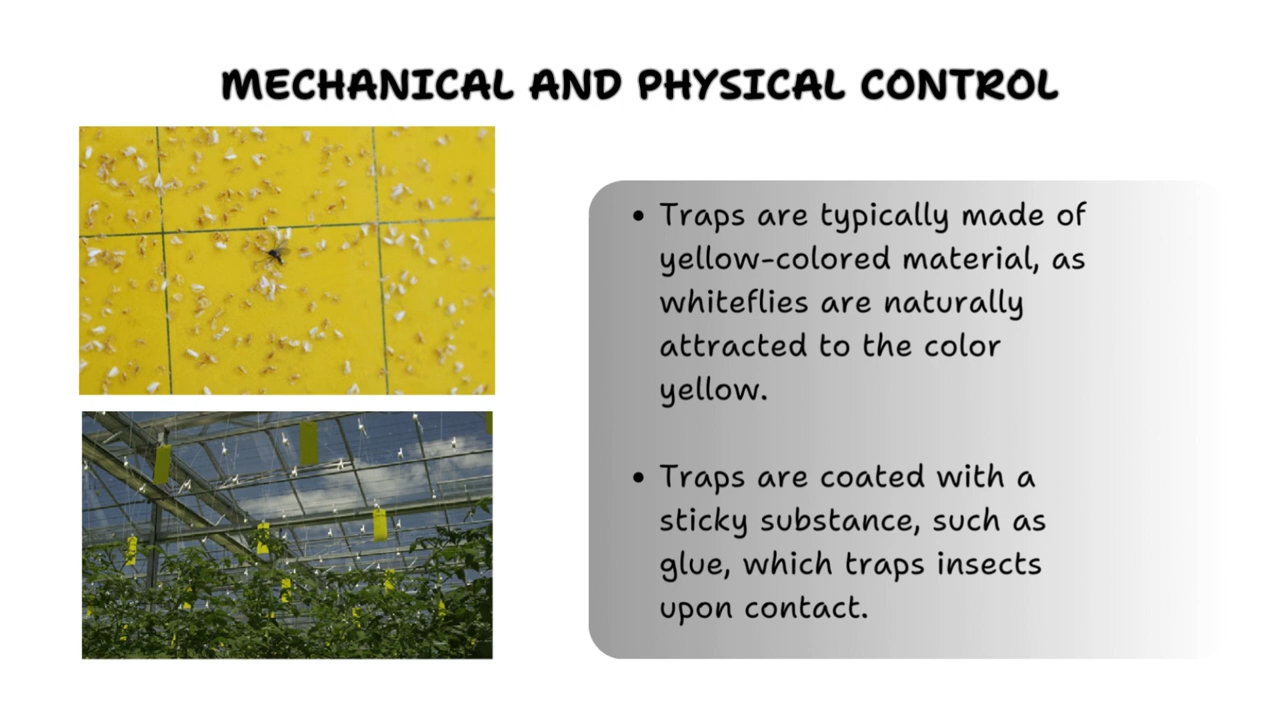 MECHANICAL AND PHYSICAL CONTROL
• Traps are typically made of
yellow-colored material, as
whiteflies are naturally
attracted to the color
yellow.
• Traps are coated with a
sticky substance, such as
glue, which traps insects
upon contact.